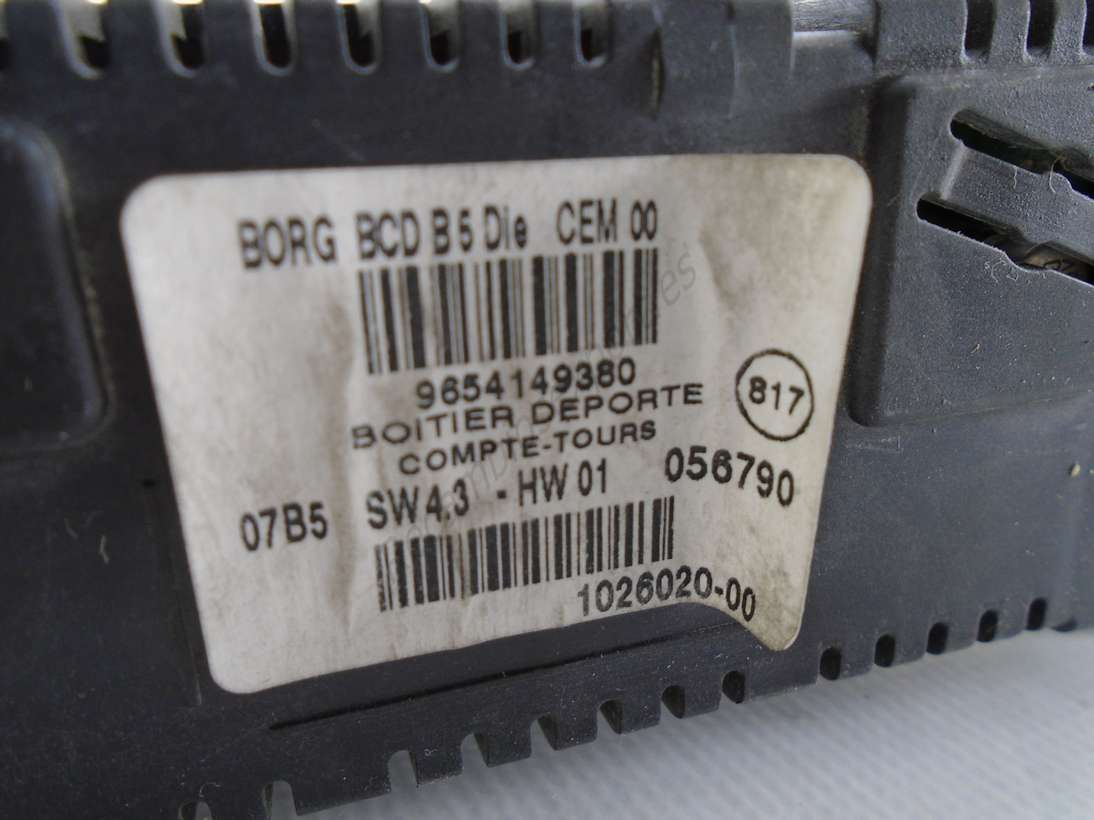 BORG BCD B5 Die CEM 00
9654149380
BOITIER DEPORTE
COMPTE-TOURS
817
07B5 SW4.3 - HW 01 056790
1026020-00